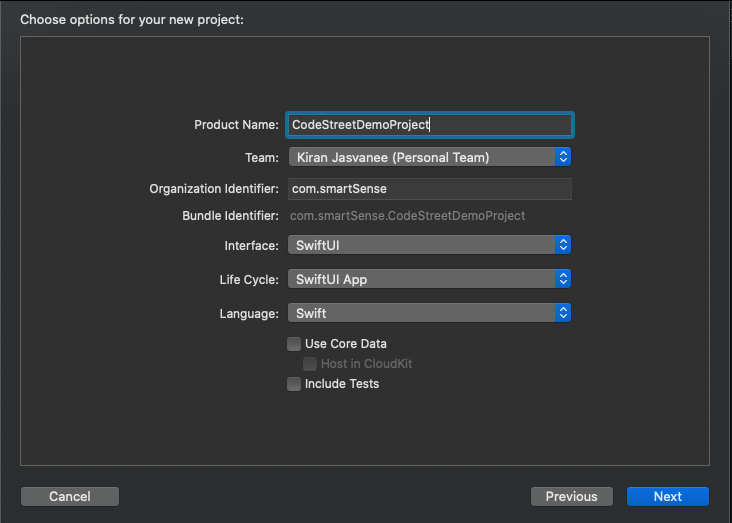 Choose options for your new project:
Product Name: CodeStreetDemoProject
Team: Kiran Jasvanee (Personal Team)
Organization Identifier: com.smartSense
Bundle Identifier: com.smartSense.CodeStreetDemoProject
Interface: SwiftUI
Life Cycle: SwiftUI App
Language: Swift
Use Core Data
Host in CloudKit
Include Tests
Cancel Previous Next